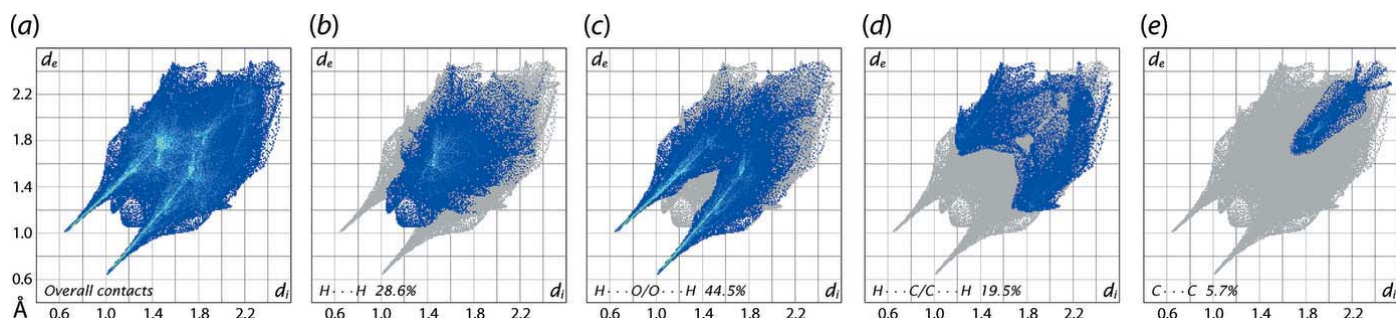 (a) (b) (c) (d) (e)
dₑ dₑ dₑ dₑ dₑ
2.2
1.8
1.4
1.0
0.6
Overall contacts dᵢ H···H 28.6% dᵢ H···O/O···H 44.5% dᵢ H···C/C···H 19.5% dᵢ C···C 5.7% dᵢ
Å 0.6 1.0 1.4 1.8 2.2 0.6 1.0 1.4 1.8 2.2 0.6 1.0 1.4 1.8 2.2 0.6 1.0 1.4 1.8 2.2 0.6 1.0 1.4 1.8 2.2